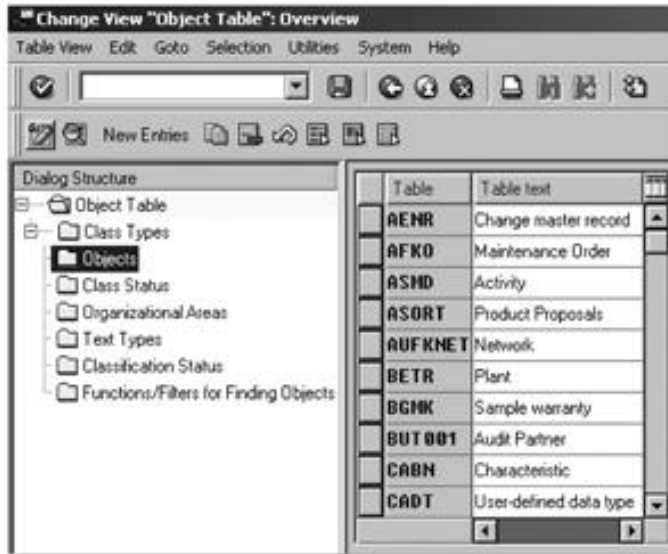 Change View "Object Table": Overview
Table View Edit Goto Selection Utilities System Help
New Entries
Dialog Structure
Object Table
Class Types
Objects
Class Status
Organizational Areas
Text Types
Classification Status
Functions/Filters for Finding Objects
Table Table text
AENR Change master record
AFKO Maintenance Order
ASMD Activity
ASORT Product Proposals
AUFKNET Network
BETR Plant
BGMK Sample warranty
BUT001 Audit Partner
CABN Characteristic
CADT User-defined data type